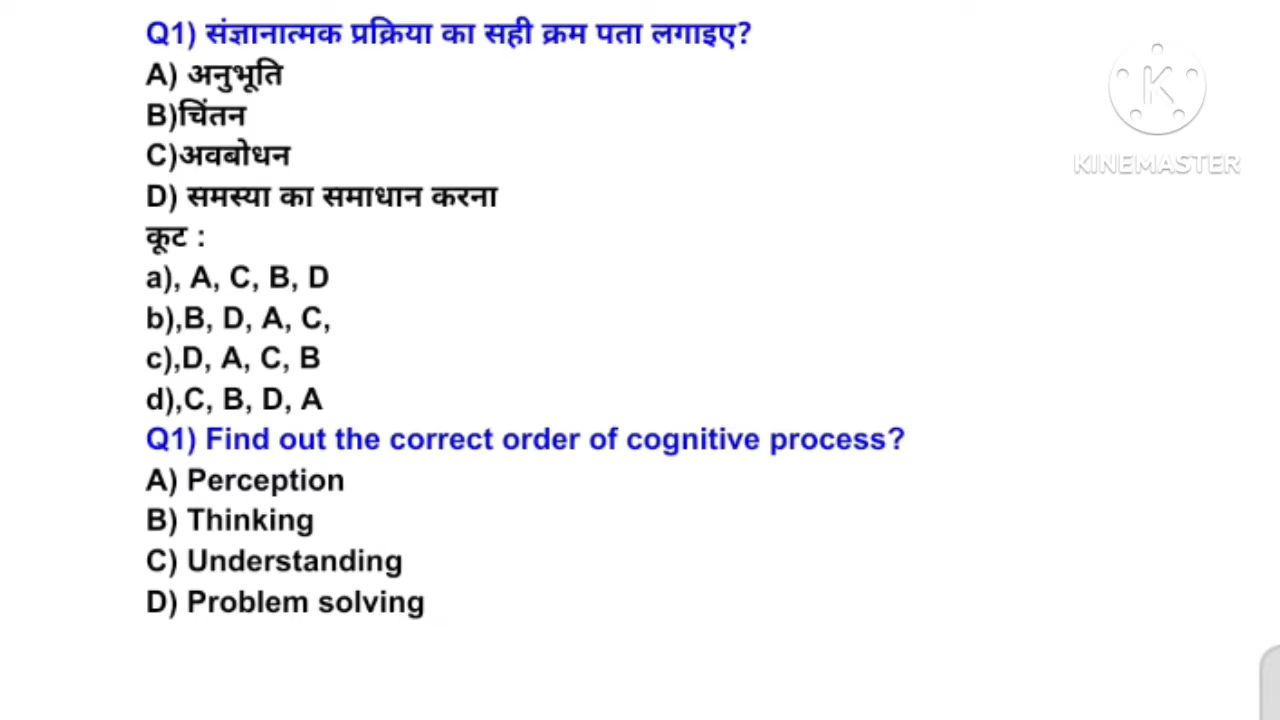 Q1) संज्ञानात्मक प्रक्रिया का सही क्रम पता लगाइए?
A) अनुभूति
B)चिंतन
C)अवबोधन
D) समस्या का समाधान करना
कूट :
a), A, C, B, D
b),B, D, A, C,
c),D, A, C, B
d),C, B, D, A
Q1) Find out the correct order of cognitive process?
A) Perception
B) Thinking
C) Understanding
D) Problem solving
K
KINEMASTER